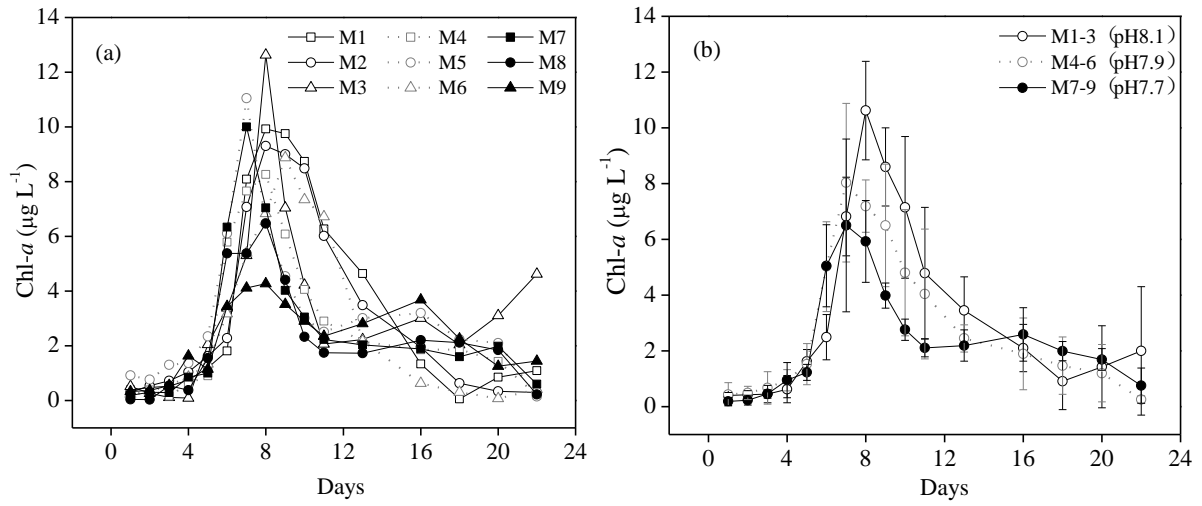 14
12
10
8
6
4
2
0
Chl-a (μg L-1)
(a)
M1 M4 M7
M2 M5 M8
M3 M6 M9
0 4 8 12 16 20 24
Days
14
12
10
8
6
4
2
0
Chl-a (μg L-1)
(b)
M1-3 （pH8.1）
M4-6 （pH7.9）
M7-9 （pH7.7）
0 4 8 12 16 20 24
Days